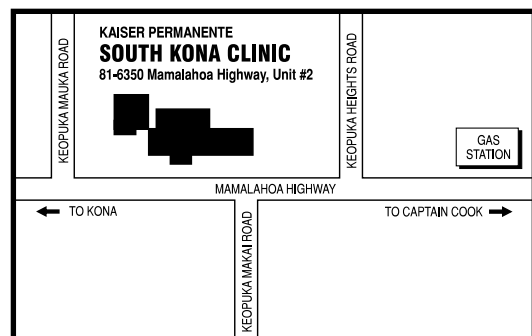 KAISER PERMANENTE
SOUTH KONA CLINIC
81-6350 Mamalahoa Highway, Unit #2
KEOPUKA MAUKA ROAD
KEOPUKA HEIGHTS ROAD
GAS
STATION
MAMALAHOA HIGHWAY
TO KONA
TO CAPTAIN COOK
KEOPUKA MAKAI ROAD